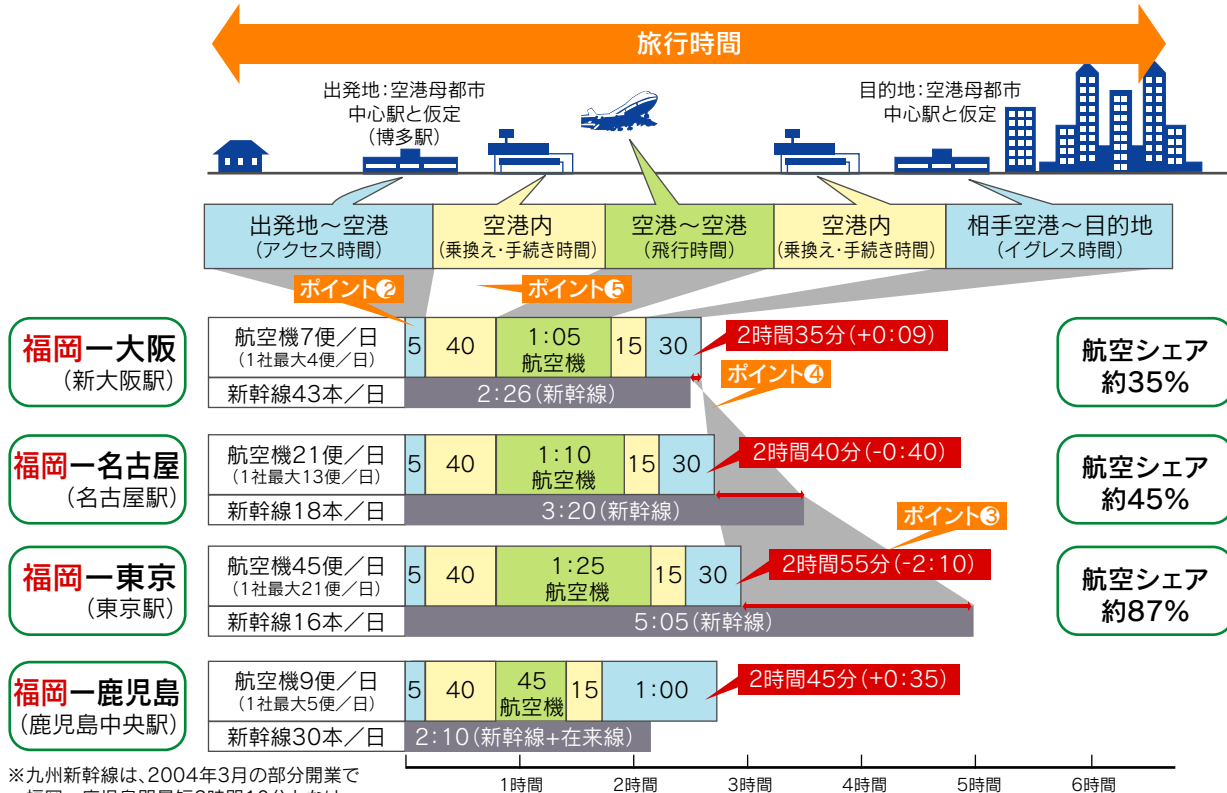 旅行時間
出発地:空港母都市
中心駅と仮定
(博多駅)
目的地:空港母都市
中心駅と仮定
出発地〜空港
(アクセス時間)
空港内
(乗換え・手続き時間)
空港〜空港
(飛行時間)
空港内
(乗換え・手続き時間)
相手空港〜目的地
(イグレス時間)
ポイント❷
ポイント❺
福岡ー大阪
(新大阪駅)
航空機7便/日
(1社最大4便/日)
5
40
1:05
航空機
15
30
2時間35分(+0:09)
新幹線43本/日
2:26(新幹線)
ポイント❹
航空シェア
約35%
福岡ー名古屋
(名古屋駅)
航空機21便/日
(1社最大13便/日)
5
40
1:10
航空機
15
30
2時間40分(-0:40)
新幹線18本/日
3:20(新幹線)
航空シェア
約45%
ポイント❸
福岡ー東京
(東京駅)
航空機45便/日
(1社最大21便/日)
5
40
1:25
航空機
15
30
2時間55分(-2:10)
新幹線16本/日
5:05(新幹線)
航空シェア
約87%
福岡ー鹿児島
(鹿児島中央駅)
航空機9便/日
(1社最大5便/日)
5
40
45
航空機
15
1:00
2時間45分(+0:35)
新幹線30本/日
2:10(新幹線+在来線)
1時間
2時間
3時間
4時間
5時間
6時間
※九州新幹線は、2004年3月の部分開業で